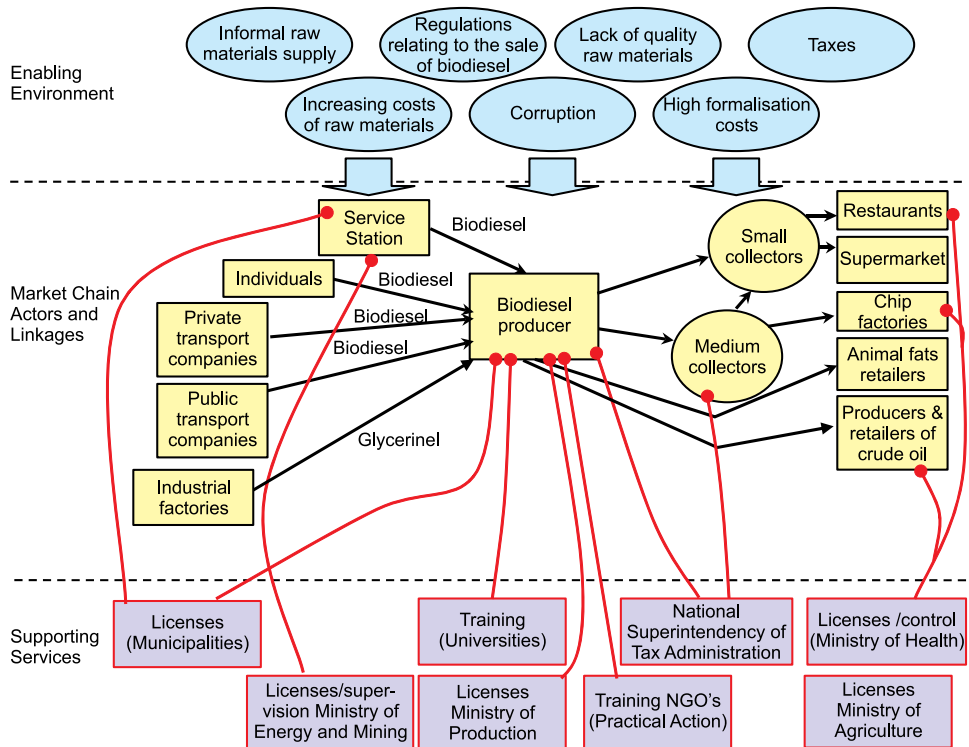 Informal raw
materials supply
Regulations
relating to the sale
of biodiesel
Lack of quality
raw materials
Taxes
Enabling
Environment
Increasing costs
of raw materials
Corruption
High formalisation
costs
Service
Station
Biodiesel
Restaurants
Small
collectors
Supermarket
Individuals
Biodiesel
Market Chain
Actors and
Linkages
Private
transport
companies
Biodiesel
Biodiesel
producer
Chip
factories
Biodiesel
Medium
collectors
Animal fats
retailers
Public
transport
companies
Producers &
retailers of
crude oil
Glycerinel
Industrial
factories
Supporting
Services
Licenses
(Municipalities)
Training
(Universities)
National
Superintendency of
Tax Administration
Licenses /control
(Ministry of Health)
Licenses/super-
vision Ministry of
Energy and Mining
Licenses
Ministry of
Production
Training NGO's
(Practical Action)
Licenses
Ministry of
Agriculture